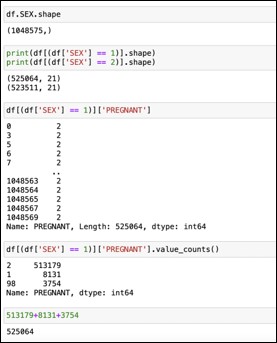 df.SEX.shape
(1048575,)
print(df[(df['SEX'] == 1)].shape)
print(df[(df['SEX'] == 2)].shape)
(525064, 21)
(523511, 21)
df[(df['SEX'] == 1)]['PREGNANT']
0 2
3 2
5 2
6 2
7 2
..
1048563 2
1048564 2
1048565 2
1048567 2
1048569 2
Name: PREGNANT, Length: 525064, dtype: int64
df[(df['SEX'] == 1)]['PREGNANT'].value_counts()
2 513179
1 8131
98 3754
Name: PREGNANT, dtype: int64
513179+8131+3754
525064